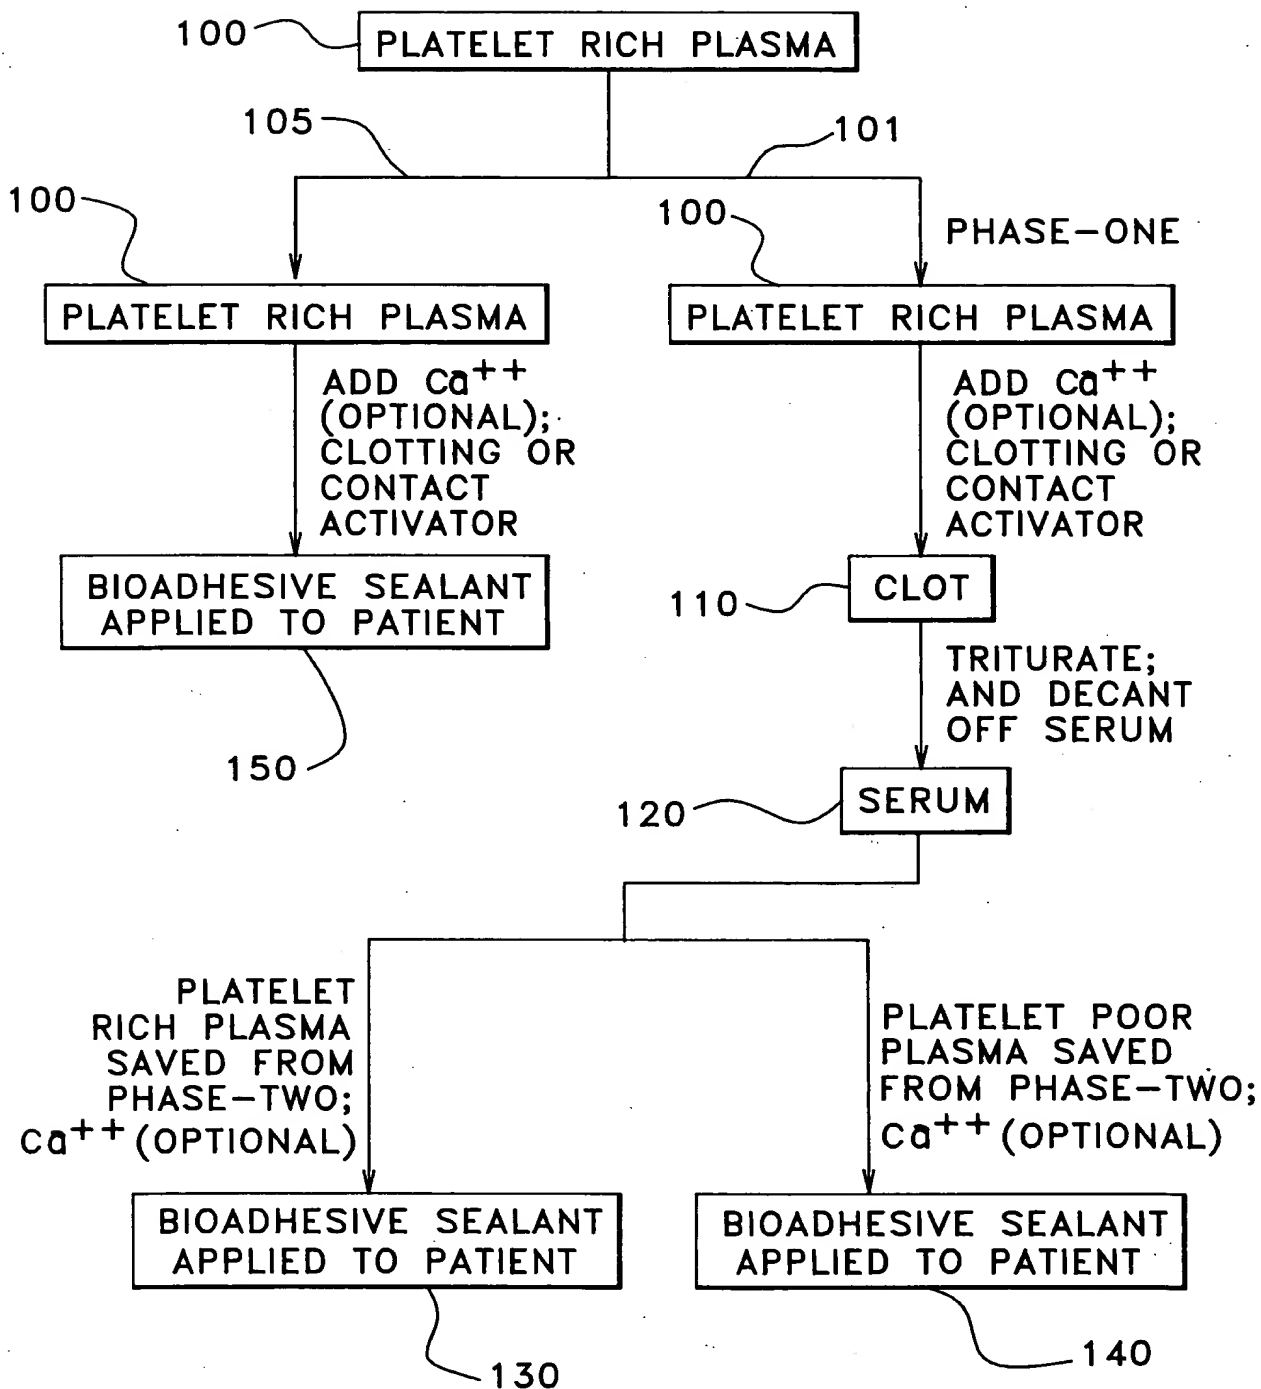 100
PLATELET RICH PLASMA
105
101
100
100
PHASE-ONE
PLATELET RICH PLASMA
PLATELET RICH PLASMA
ADD Ca++
(OPTIONAL);
CLOTTING OR
CONTACT
ACTIVATOR
ADD Ca++
(OPTIONAL);
CLOTTING OR
CONTACT
ACTIVATOR
BIOADHESIVE SEALANT
APPLIED TO PATIENT
150
110
CLOT
TRITURATE;
AND DECANT
OFF SERUM
120
SERUM
PLATELET
RICH PLASMA
SAVED FROM
PHASE-TWO;
Ca++ (OPTIONAL)
PLATELET POOR
PLASMA SAVED
FROM PHASE-TWO;
Ca++ (OPTIONAL)
BIOADHESIVE SEALANT
APPLIED TO PATIENT
BIOADHESIVE SEALANT
APPLIED TO PATIENT
130
140